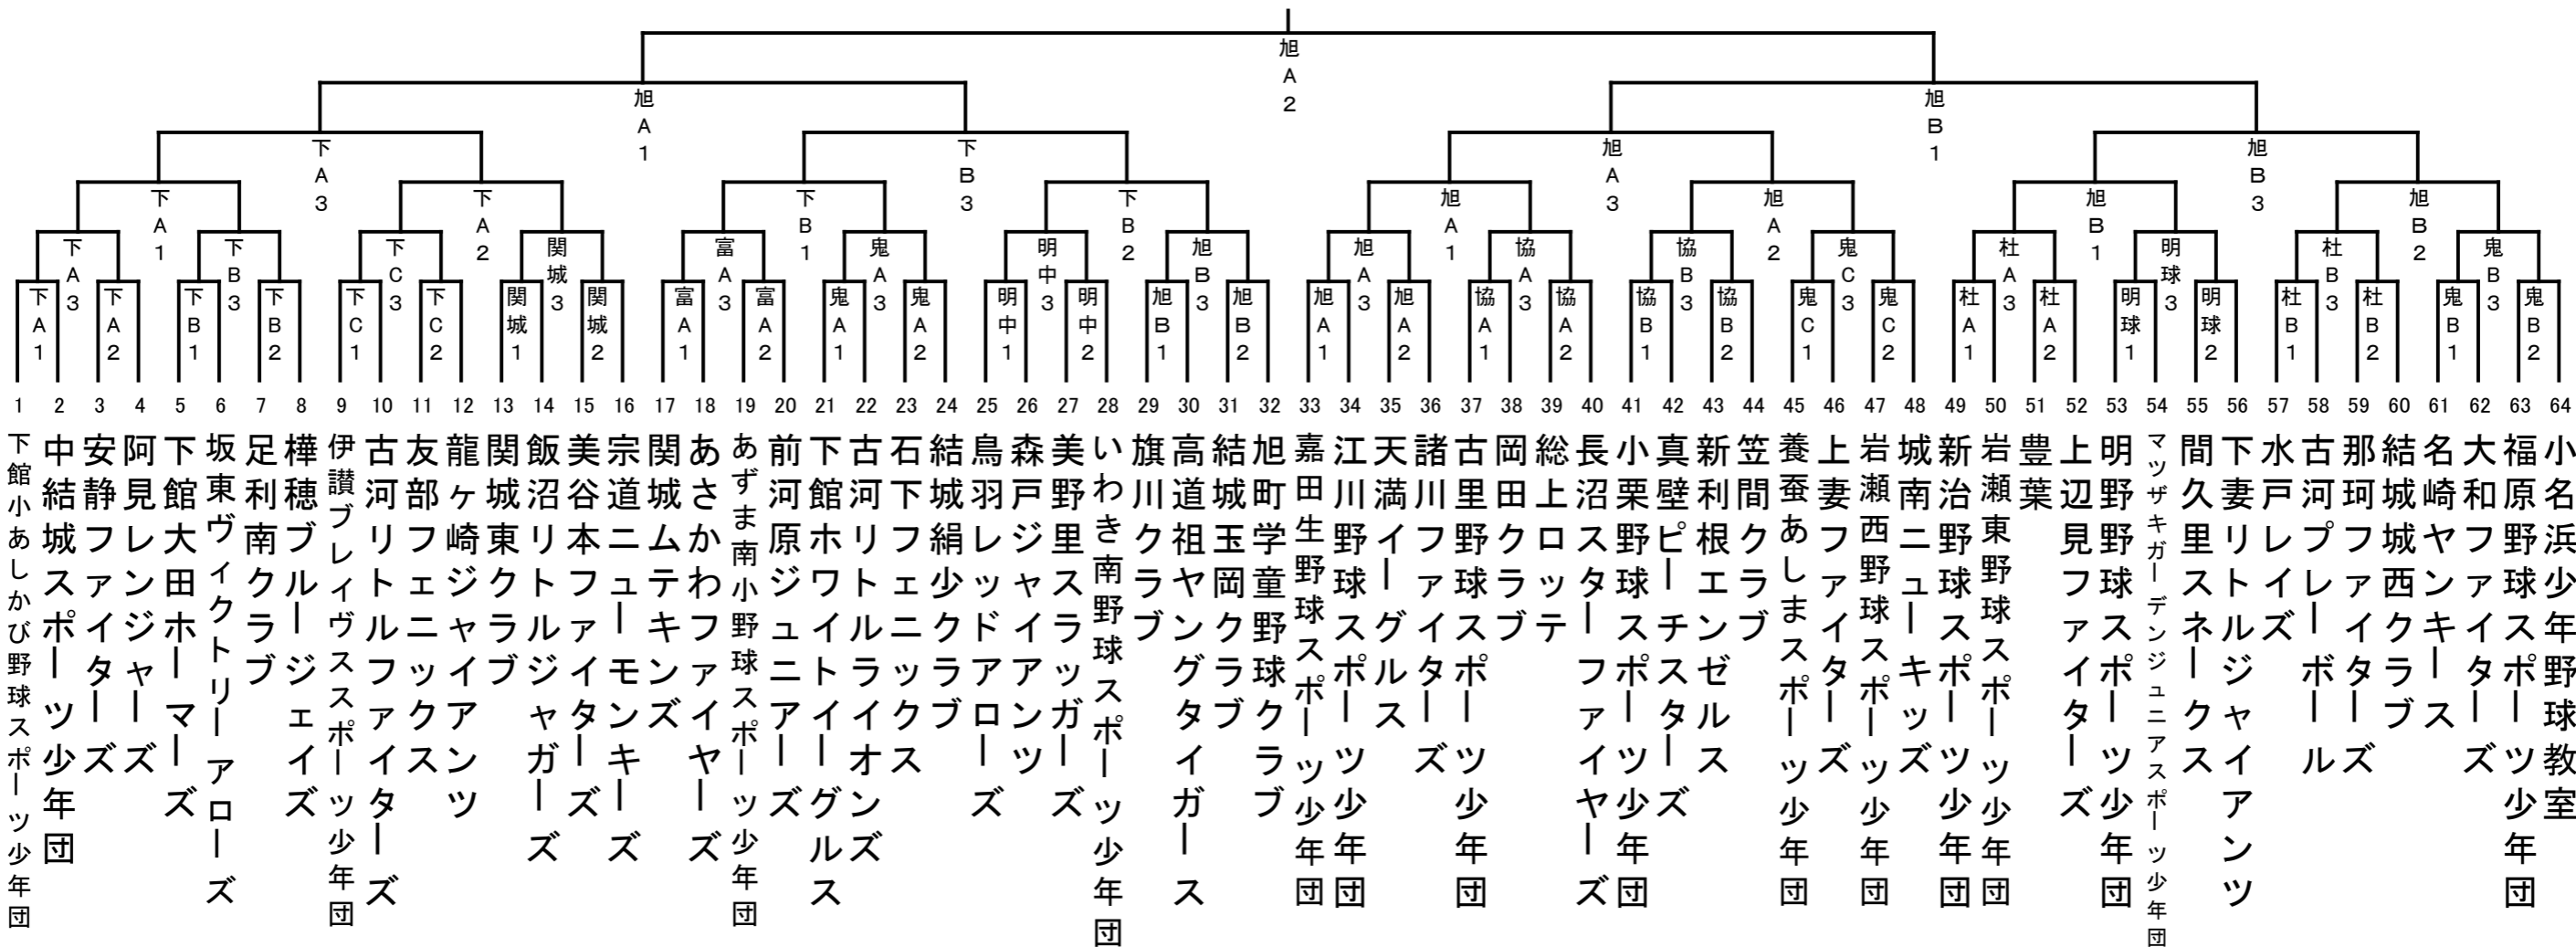 旭A2
旭A1
旭B1
下A3
下B3
旭A3
旭B3
下A1
下A2
下B1
下B2
旭A1
旭A2
旭B1
旭B2
下A3
下B3
下C3
関城3
富A3
鬼A3
明中3
旭B3
旭A3
協A3
協B3
鬼C3
杜A3
明球3
杜B3
鬼B3
下A1
下A2
下B1
下B2
下C1
下C2
関城1
関城2
富A1
富A2
鬼A1
鬼A2
明中1
明中2
旭B1
旭B2
旭A1
旭A2
協A1
協A2
協B1
協B2
鬼C1
鬼C2
杜A1
杜A2
明球1
明球2
杜B1
杜B2
鬼B1
鬼B2
1 下館小あしかび野球スポーツ少年団
2 中結城スポーツ少年団
3 安静ファイターズ
4 阿見レンジャーズ
5 下館大田ホーマーズ
6 坂東ヴィクトリーアローズ
7 足利南クラブ
8 樺穂ブルージェイズ
9 伊讃ブレイヴススポーツ少年団
10 古河リトルファイターズ
11 友部フェニックス
12 龍ヶ崎ジャイアンツ
13 関城東クラブ
14 飯沼リトルジャガーズ
15 美谷本ファイターズ
16 宗道ニューモンキーズ
17 関城ムテキンズ
18 あさかわファイヤーズ
19 あずま南小野球スポーツ少年団
20 前河原ジュニアーズ
21 下館ホワイトイーグルス
22 古河リトルライオンズ
23 石下フェニックス
24 結城絹少クラブ
25 鳥羽レッドアローズ
26 森戸ジャイアンツ
27 美野里スラッガーズ
28 いわき南野球スポーツ少年団
29 旗川クラブ
30 高道祖ヤングタイガース
31 結城玉岡クラブ
32 旭町学童野球クラブ
33 嘉田生野球スポーツ少年団
34 江川野球スポーツ少年団
35 天満イーグルス
36 諸川ファイターズ
37 古里野球スポーツ少年団
38 岡田クラブ
39 総上ロッテ
40 長沼スターファイヤーズ
41 小栗野球スポーツ少年団
42 真壁ピーチスターズ
43 新利根エンゼルス
44 笠間クラブ
45 養蚕あしまスポーツ少年団
46 上妻ファイターズ
47 岩瀬西野球スポーツ少年団
48 城南ニューキッズ
49 新治野球スポーツ少年団
50 岩瀬東野球スポーツ少年団
51 豊葉
52 上辺見ファイターズ
53 明野野球スポーツ少年団
54 マツザキガーデンジュニアスポーツ少年団
55 間久里スネークス
56 下妻リトルジャイアンツ
57 水戸レイズ
58 古河プレーボール
59 那珂ファイターズ
60 結城西クラブ
61 名崎ヤンキース
62 大和ファイターズ
63 福原野球スポーツ少年団
64 小名浜少年野球教室